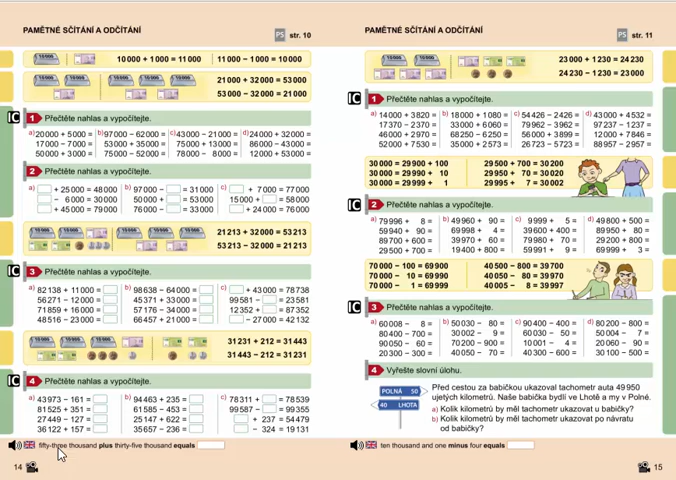 PAMĚTNÉ SČÍTÁNÍ A ODČÍTÁNÍ
PS str. 10
10 000 + 1 000 = 11 000 11 000 − 1 000 = 10 000
21 000 + 32 000 = 53 000
53 000 − 32 000 = 21 000
1 Přečtěte nahlas a vypočítejte.
a) 20 000 + 5 000 = b) 97 000 − 62 000 = c) 43 000 − 21 000 = d) 24 000 + 32 000 =
17 000 − 7 000 = 53 000 + 35 000 = 75 000 + 13 000 = 86 000 − 43 000 =
50 000 + 3 000 = 75 000 − 52 000 = 78 000 − 8 000 = 12 000 + 53 000 =
2 Přečtěte nahlas a vypočítejte.
a) + 25 000 = 48 000 b) 97 000 − = 31 000 c) + 7 000 = 77 000
− 6 000 = 30 000 50 000 + = 53 000 15 000 + = 58 000
+ 45 000 = 79 000 76 000 − = 33 000 + 24 000 = 76 000
21 213 + 32 000 = 53 213
53 213 − 32 000 = 21 213
3 Přečtěte nahlas a vypočítejte.
a) 82 138 + 11 000 = b) 98 638 − 64 000 = c) + 43 000 = 78 738
56 271 − 12 000 = 45 371 + 33 000 = 99 581 − = 23 581
71 859 + 16 000 = 57 176 − 34 000 = 12 352 + = 87 352
48 516 − 23 000 = 66 457 + 21 000 = − 27 000 = 42 132
31 231 + 212 = 31 443
31 443 − 212 = 31 231
4 Přečtěte nahlas a vypočítejte.
a) 43 973 − 161 = b) 94 463 + 235 = c) 78 311 + = 78 539
81 525 + 351 = 61 585 − 453 = 99 587 − = 99 355
27 449 − 127 = 25 147 + 622 = + 237 = 54 479
36 122 + 157 = 35 657 − 236 = − 324 = 19 131
fifty-three thousand plus thirty-five thousand equals
14
PAMĚTNÉ SČÍTÁNÍ A ODČÍTÁNÍ
PS str. 11
23 000 + 1 230 = 24 230
24 230 − 1 230 = 23 000
1 Přečtěte nahlas a vypočítejte.
a) 14 000 + 3 820 = b) 18 000 + 1 080 = c) 54 426 − 2 426 = d) 43 000 + 4 532 =
17 370 − 2 370 = 33 000 + 6 060 = 79 962 − 3 962 = 97 237 − 1 237 =
46 000 + 2 970 = 68 250 − 6 250 = 56 000 + 3 899 = 12 000 + 7 846 =
52 000 + 7 530 = 35 000 + 2 573 = 26 723 − 5 723 = 88 957 − 2 957 =
30 000 = 29 900 + 100 29 500 + 700 = 30 200
30 000 = 29 990 + 10 29 950 + 70 = 30 020
30 000 = 29 999 + 1 29 995 + 7 = 30 002
2 Přečtěte nahlas a vypočítejte.
a) 79 996 + 8 = b) 49 960 + 90 = c) 9 999 + 5 = d) 49 800 + 500 =
59 940 + 90 = 69 998 + 4 = 39 600 + 400 = 89 950 + 80 =
89 700 + 600 = 39 970 + 60 = 79 980 + 70 = 29 200 + 800 =
29 500 + 700 = 19 400 + 800 = 59 991 + 9 = 69 999 + 3 =
70 000 − 100 = 69 900 40 500 − 800 = 39 700
70 000 − 10 = 69 990 40 050 − 80 = 39 970
70 000 − 1 = 69 999 40 005 − 8 = 39 997
3 Přečtěte nahlas a vypočítejte.
a) 60 008 − 8 = b) 50 030 − 80 = c) 90 400 − 400 = d) 80 200 − 800 =
80 400 − 700 = 30 002 − 9 = 60 030 − 50 = 50 004 − 7 =
90 050 − 60 = 70 200 − 900 = 10 001 − 4 = 20 060 − 90 =
20 300 − 300 = 40 050 − 70 = 40 300 − 600 = 30 100 − 500 =
4 Vyřešte slovní úlohu.
POLNÁ 50
40 LHOTA
Před cestou za babičkou ukazoval tachometr auta 49 950
ujetých kilometrů. Naše babička bydlí ve Lhotě a my v Polné.
a) Kolik kilometrů by měl tachometr ukazovat u babičky?
b) Kolik kilometrů by měl tachometr ukazovat po návratu
od babičky?
ten thousand and one minus four equals
15